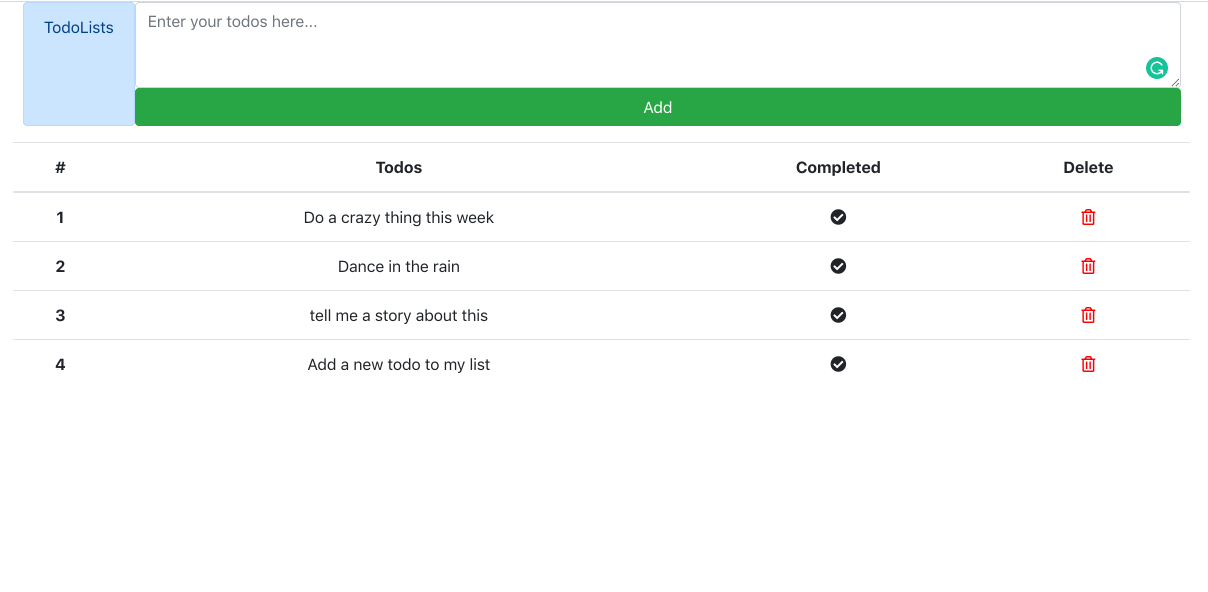 TodoLists
Enter your todos here...
Add
# Todos Completed Delete
1 Do a crazy thing this week
2 Dance in the rain
3 tell me a story about this
4 Add a new todo to my list